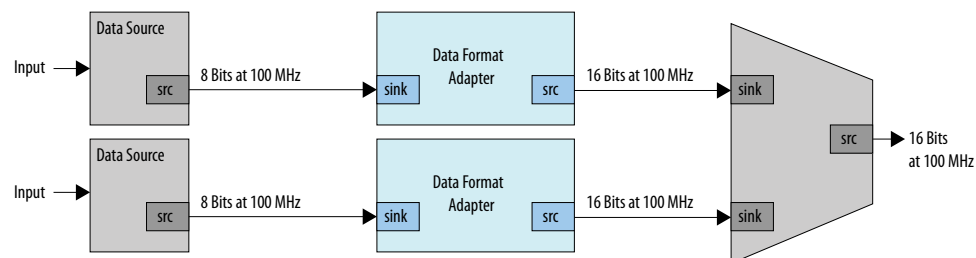 Data Source
Input
src
8 Bits at 100 MHz
sink
Data Format
Adapter
src
16 Bits at 100 MHz
sink
src
16 Bits
at 100 MHz
Data Source
Input
src
8 Bits at 100 MHz
sink
Data Format
Adapter
src
16 Bits at 100 MHz
sink